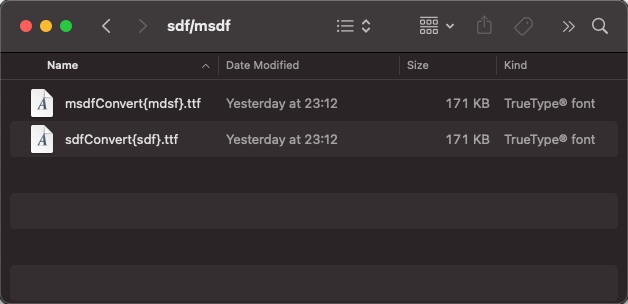 sdf/msdf
Name Date Modified Size Kind
msdfConvert{mdsf}.ttf Yesterday at 23:12 171 KB TrueType® font
sdfConvert{sdf}.ttf Yesterday at 23:12 171 KB TrueType® font